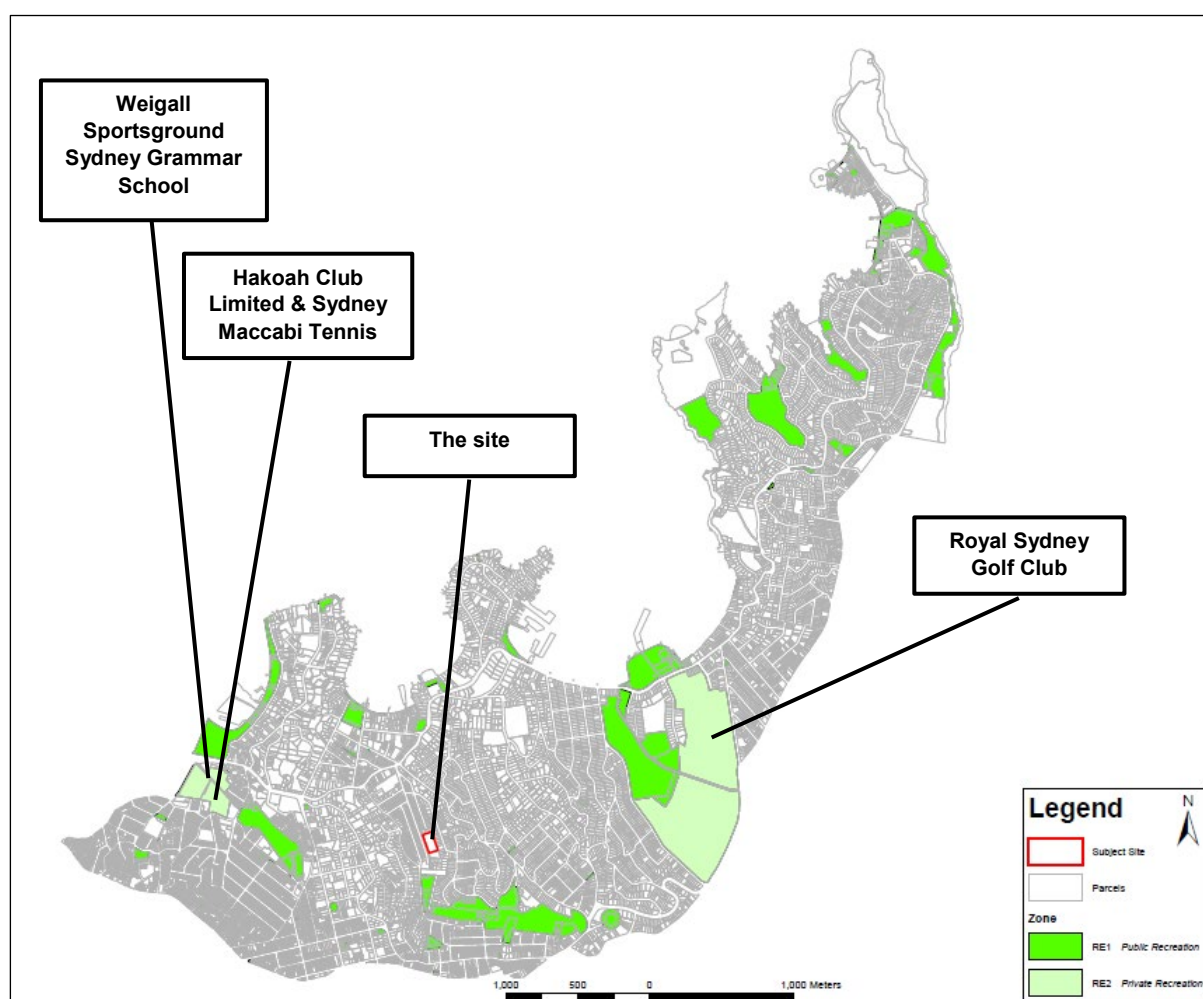 Weigall
Sportsground
Sydney Grammar
School
Hakoah Club
Limited & Sydney
Maccabi Tennis
The site
Royal Sydney
Golf Club
Legend
N
Subject Site
Parcels
Zone
RE1 Public Recreation
RE2 Private Recreation
1,000 500 0 1,000 Meters